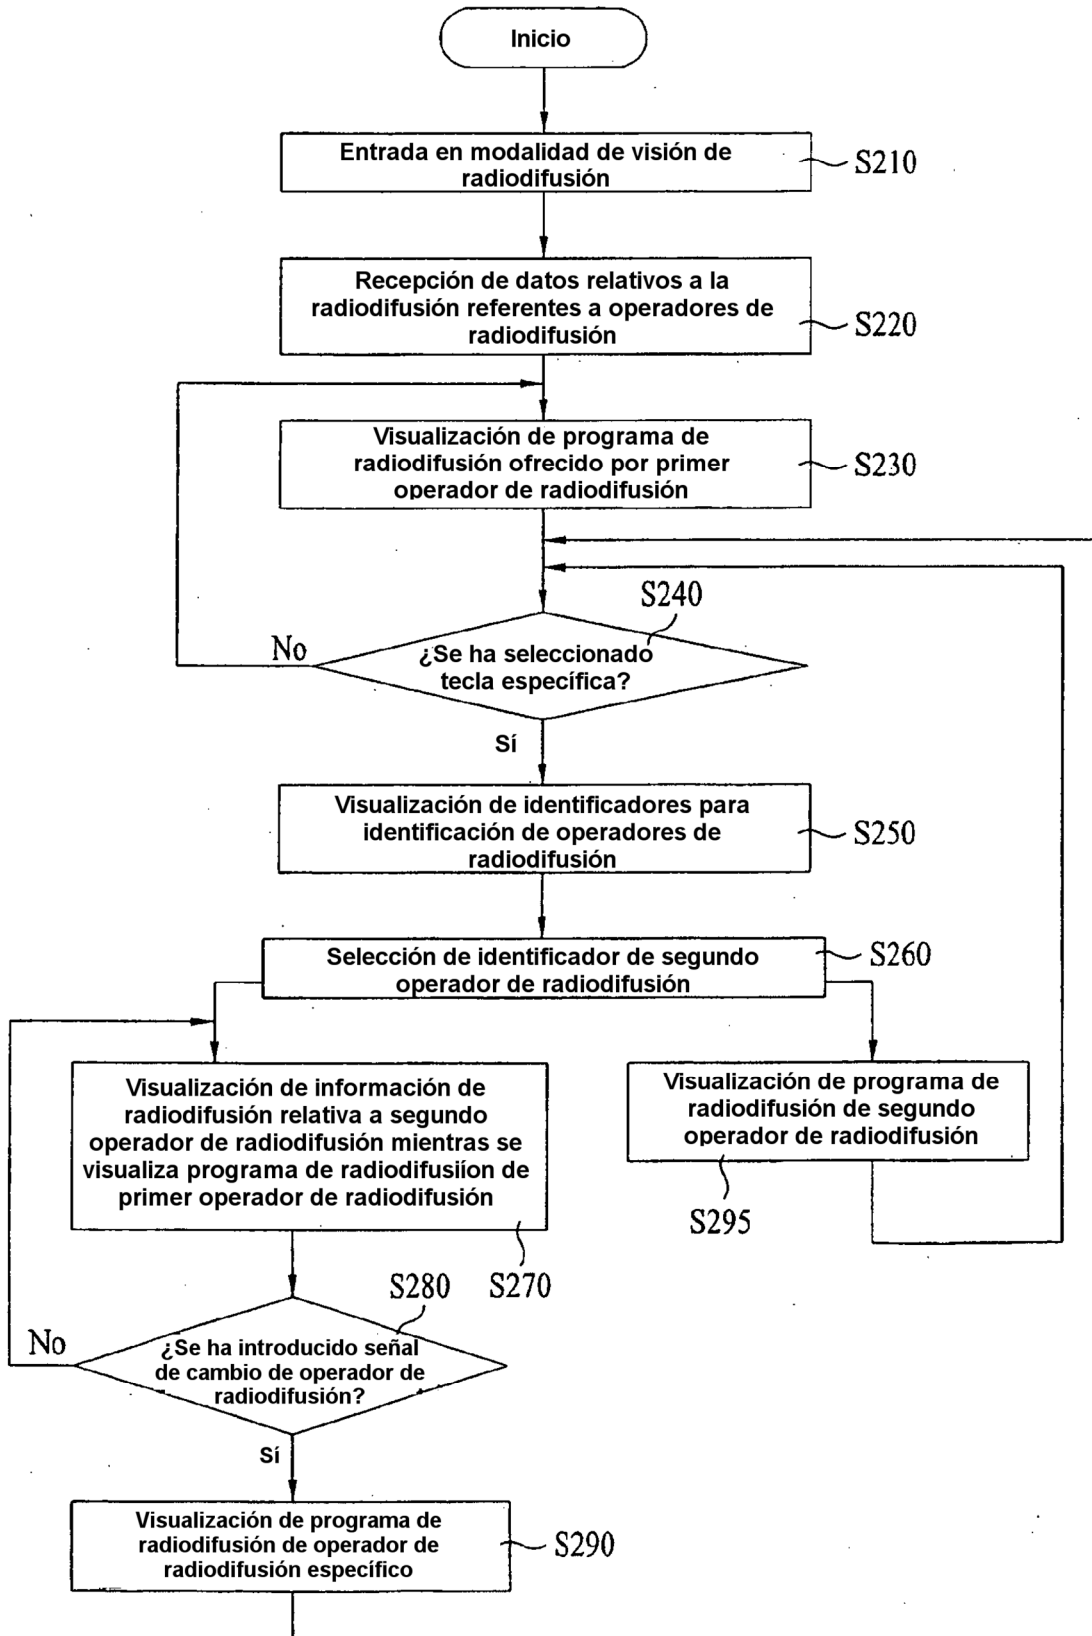 Inicio
Entrada en modalidad de visión de
radiodifusión
S210
Recepción de datos relativos a la
radiodifusión referentes a operadores de
radiodifusión
S220
Visualización de programa de
radiodifusión ofrecido por primer
operador de radiodifusión
S230
S240
No
¿Se ha seleccionado
tecla específica?
Sí
Visualización de identificadores para
identificación de operadores de
radiodifusión
S250
Selección de identificador de segundo
operador de radiodifusión
S260
Visualización de información de
radiodifusión relativa a segundo
operador de radiodifusión mientras se
visualiza programa de radiodifusiíon de
primer operador de radiodifusión
S270
Visualización de programa de
radiodifusión de segundo
operador de radiodifusión
S295
S280
No
¿Se ha introducido señal
de cambio de operador de
radiodifusión?
Sí
Visualización de programa de
radiodifusión de operador de
radiodifusión específico
S290